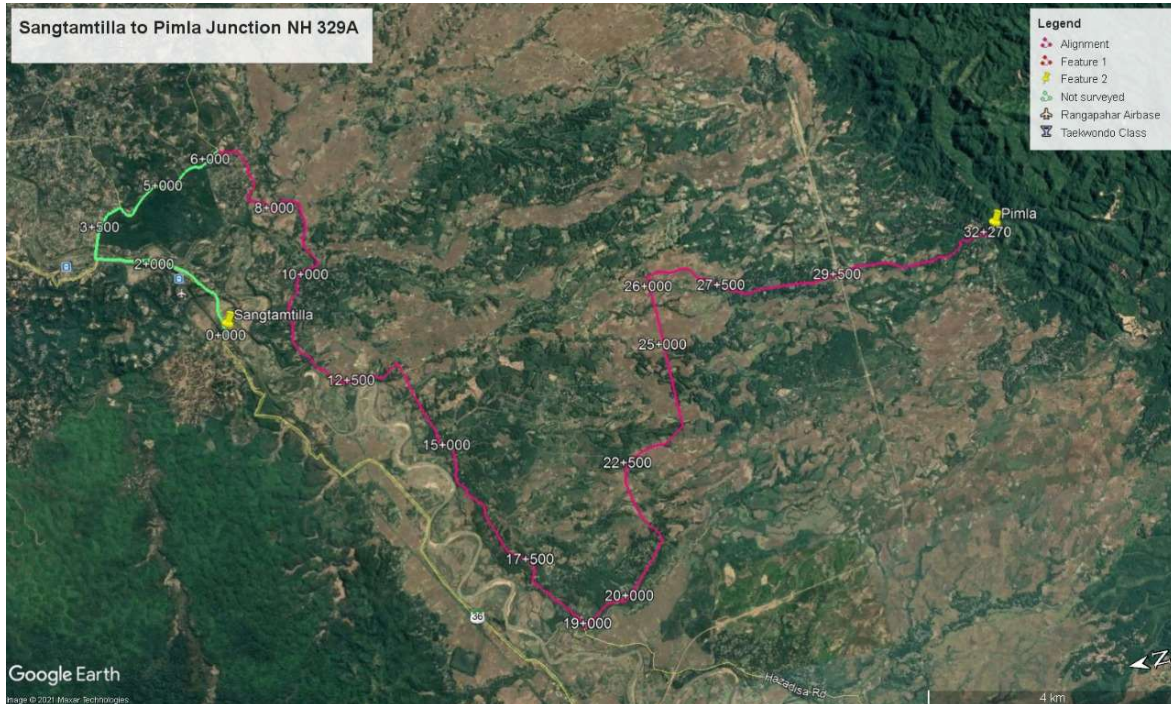 Sangtamtilla to Pimla Junction NH 329A
Legend
Alignment
Feature 1
Feature 2
Not surveyed
Rangapahar Airbase
Taekwondo Class
6+000
5+000
8+000
3+500
Pimla
32+270
2+000
10+000
29+500
26+000
27+500
Sangtamtilla
0+000
25+000
12+500
15+000
22+500
17+500
20+000
36
19+000
Hazadisa Rd
N
Google Earth
Image © 2021 Maxar Technologies
4 km